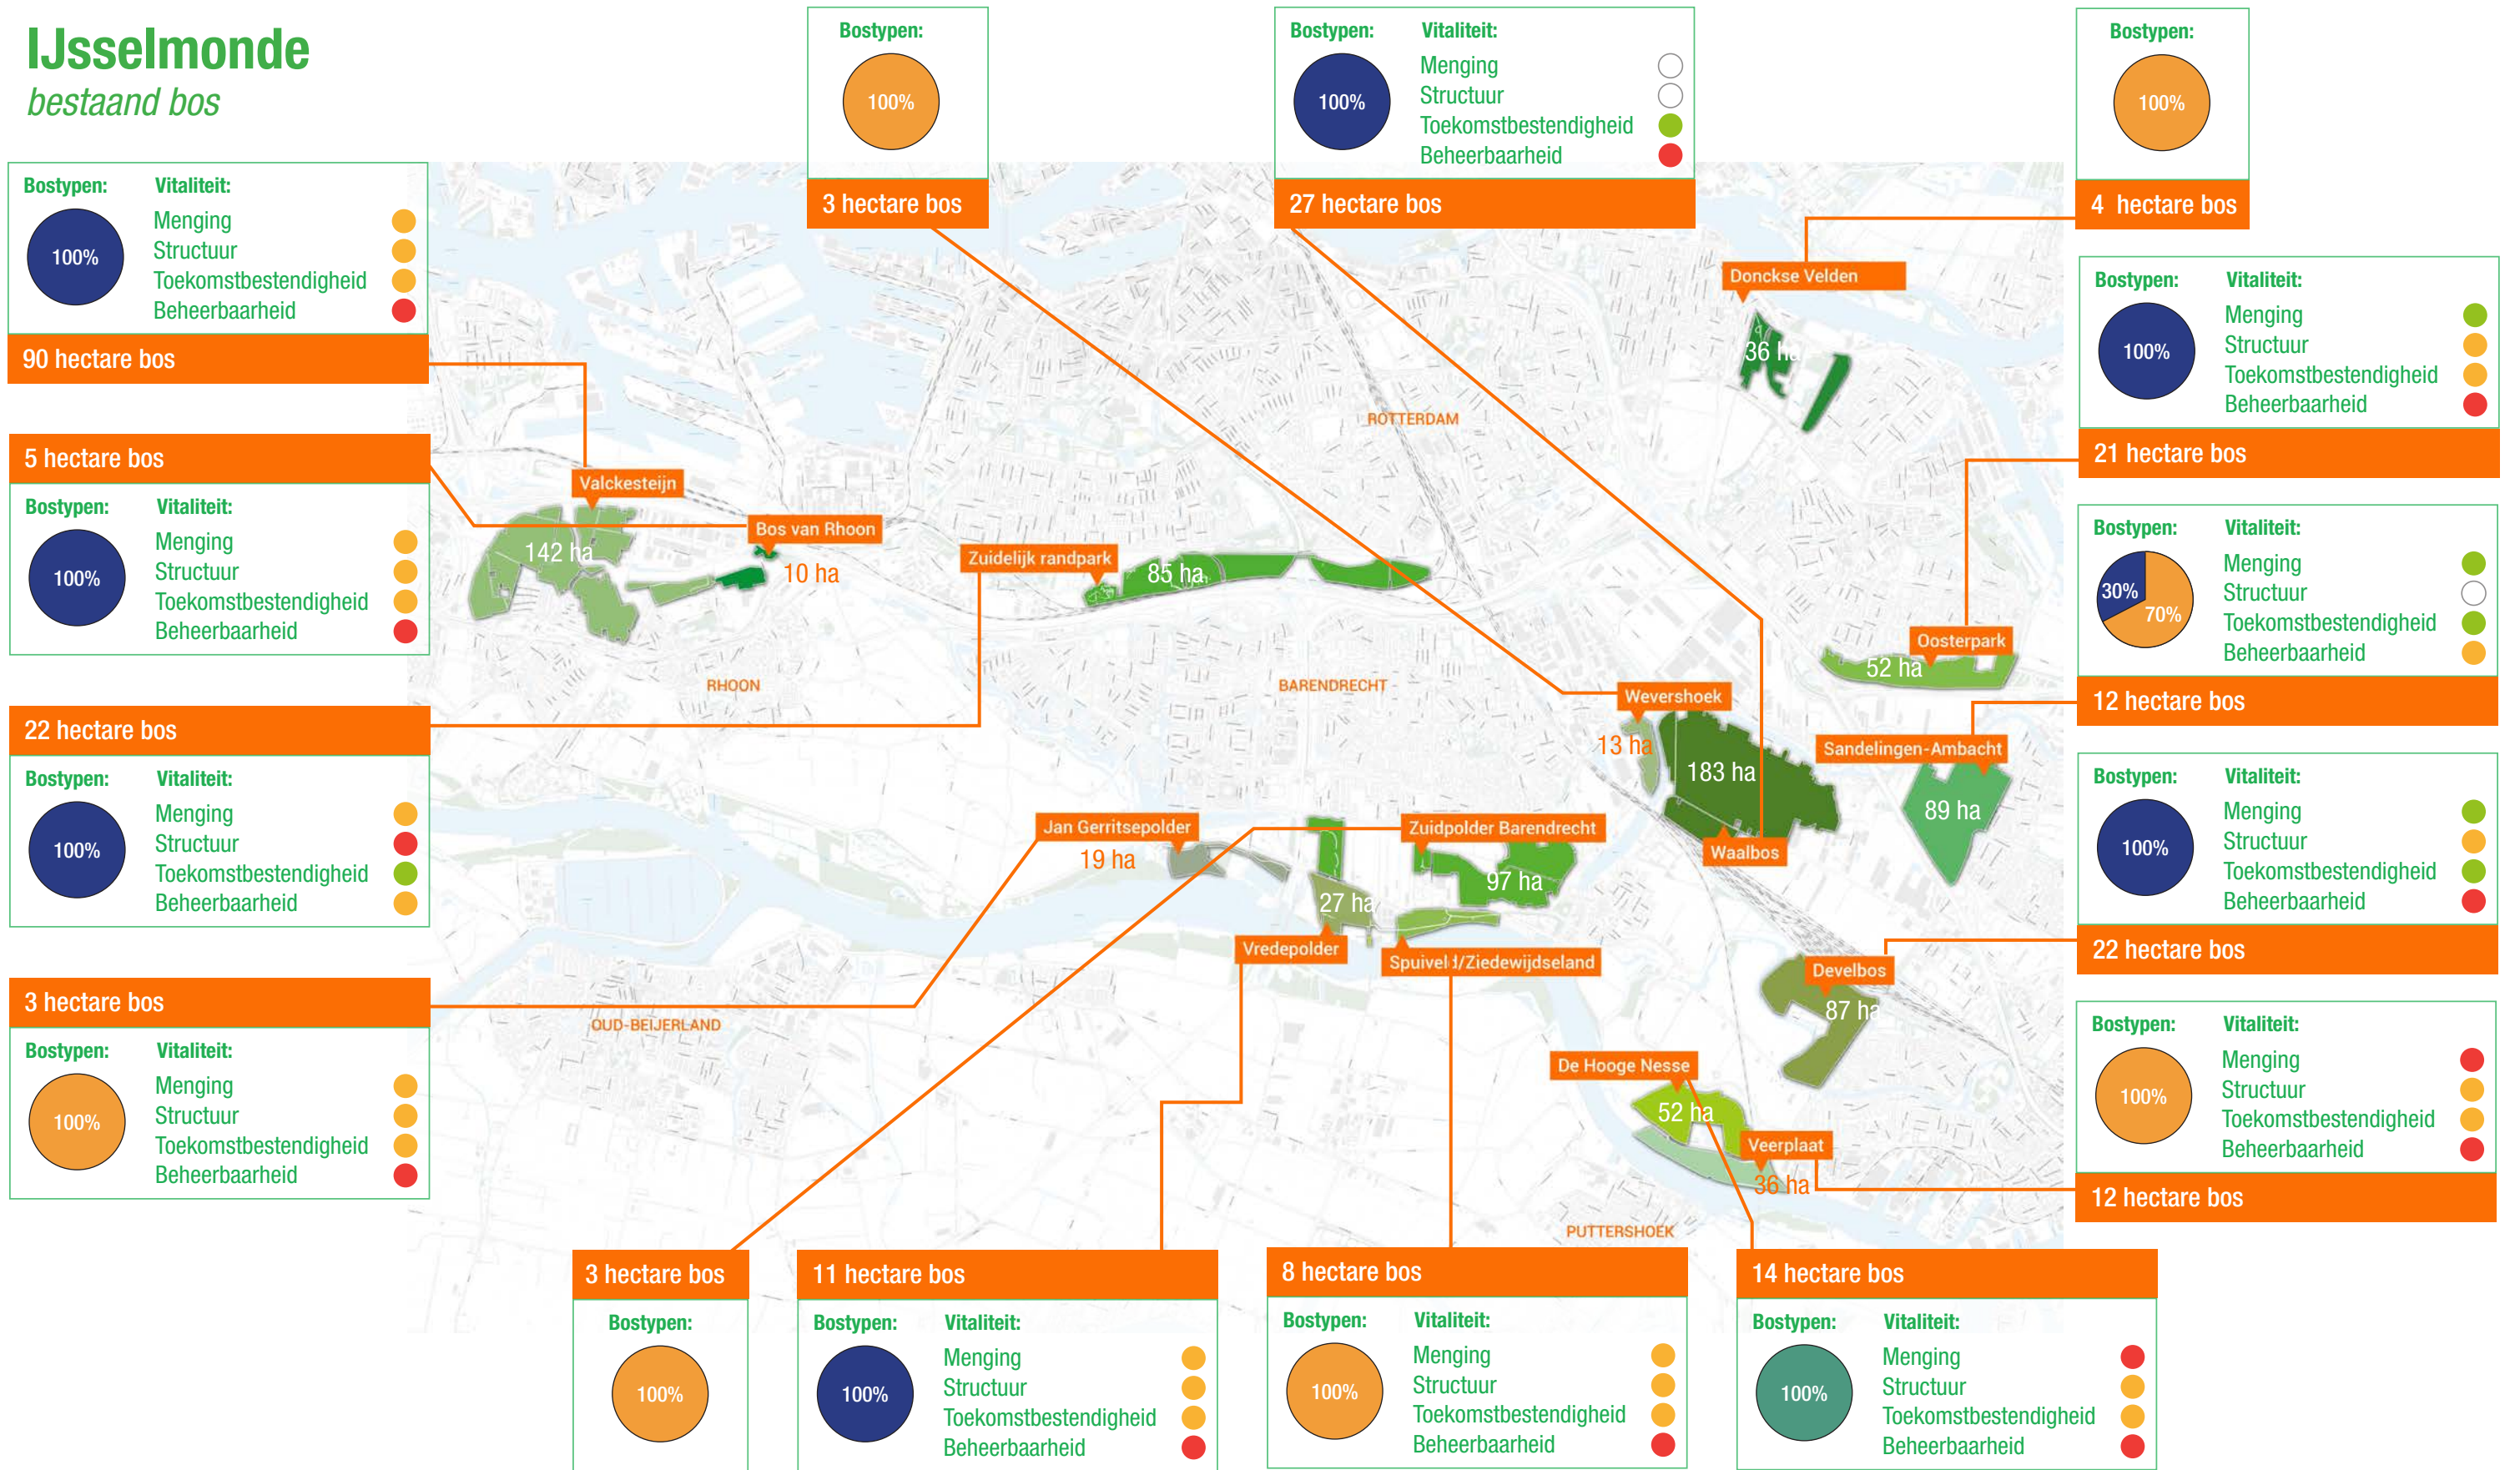 IJsselmonde
bestaand bos
Bostypen:
100%
3 hectare bos
Bostypen: Vitaliteit:
100%
Menging
Structuur
Toekomstbestendigheid
Beheerbaarheid
27 hectare bos
Bostypen:
100%
4 hectare bos
Bostypen: Vitaliteit:
100%
Menging
Structuur
Toekomstbestendigheid
Beheerbaarheid
90 hectare bos
5 hectare bos
Bostypen: Vitaliteit:
100%
Menging
Structuur
Toekomstbestendigheid
Beheerbaarheid
22 hectare bos
Bostypen: Vitaliteit:
100%
Menging
Structuur
Toekomstbestendigheid
Beheerbaarheid
3 hectare bos
Bostypen: Vitaliteit:
100%
Menging
Structuur
Toekomstbestendigheid
Beheerbaarheid
Donckse Velden
36 ha
ROTTERDAM
Valckesteijn
142 ha
Bos van Rhoon
10 ha
Zuidelijk randpark
85 ha
RHOON
BARENDRECHT
Oosterpark
52 ha
Wevershoek
13 ha
183 ha
Sandelingen-Ambacht
89 ha
Waalbos
Jan Gerritsepolder
19 ha
Zuidpolder Barendrecht
97 ha
27 ha
Vredepolder
Spuiveld/Ziedewijdseland
Develbos
87 ha
OUD-BEIJERLAND
De Hooge Nesse
52 ha
Veerplaat
36 ha
PUTTERSHOEK
Bostypen: Vitaliteit:
100%
Menging
Structuur
Toekomstbestendigheid
Beheerbaarheid
21 hectare bos
Bostypen: Vitaliteit:
30%
70%
Menging
Structuur
Toekomstbestendigheid
Beheerbaarheid
12 hectare bos
Bostypen: Vitaliteit:
100%
Menging
Structuur
Toekomstbestendigheid
Beheerbaarheid
22 hectare bos
Bostypen: Vitaliteit:
100%
Menging
Structuur
Toekomstbestendigheid
Beheerbaarheid
12 hectare bos
3 hectare bos
Bostypen:
100%
11 hectare bos
Bostypen: Vitaliteit:
100%
Menging
Structuur
Toekomstbestendigheid
Beheerbaarheid
8 hectare bos
Bostypen: Vitaliteit:
100%
Menging
Structuur
Toekomstbestendigheid
Beheerbaarheid
14 hectare bos
Bostypen: Vitaliteit:
100%
Menging
Structuur
Toekomstbestendigheid
Beheerbaarheid